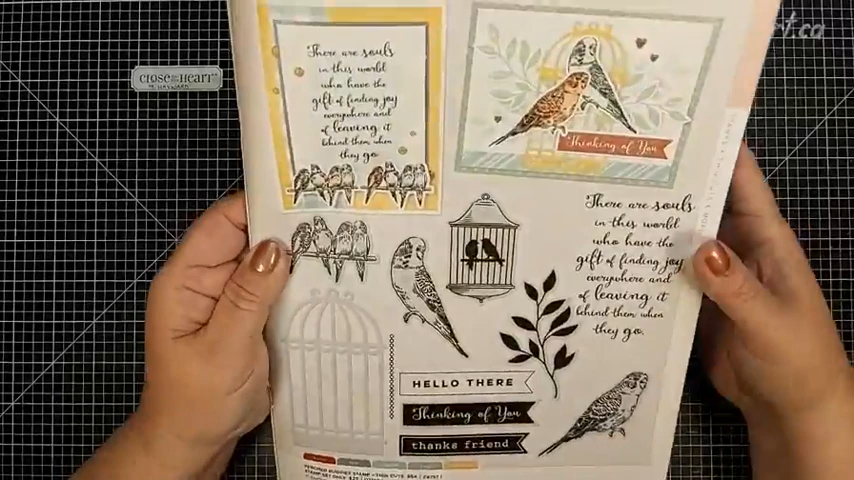 CLOSE TO MY HEART®
There are souls
in this world
who have the
gift of finding joy
everywhere and
of leaving it
behind them when
they go.
Thinking of You
There are souls
in this world
who have the
gift of finding joy
everywhere and
of leaving it
behind them when
they go.
HELLO THERE
Thinking of You
thanks friend